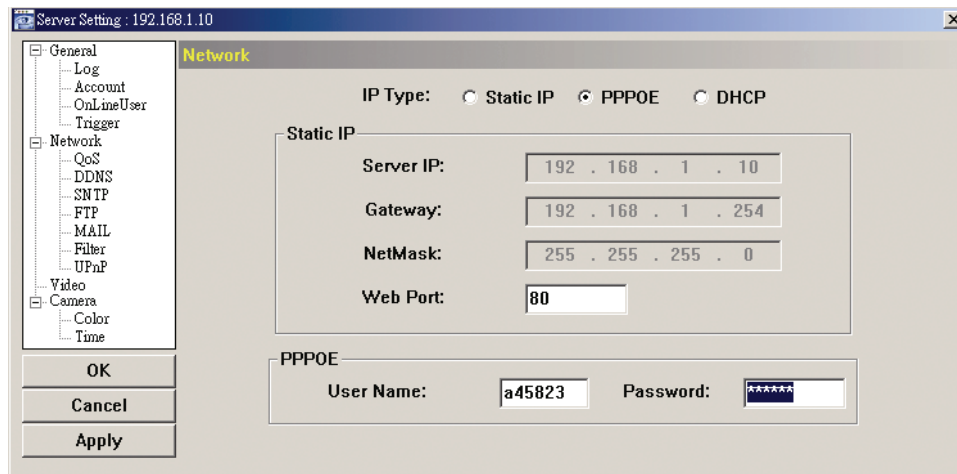 Server Setting : 192.168.1.10
General
Log
Account
OnLineUser
Trigger
Network
QoS
DDNS
SNTP
FTP
MAIL
Filter
UPnP
Video
Camera
Color
Time
OK
Cancel
Apply
Network
IP Type: Static IP PPPOE DHCP
Static IP
Server IP: 192 . 168 . 1 . 10
Gateway: 192 . 168 . 1 . 254
NetMask: 255 . 255 . 255 . 0
Web Port: 80
PPPOE
User Name: a45823 Password: ******